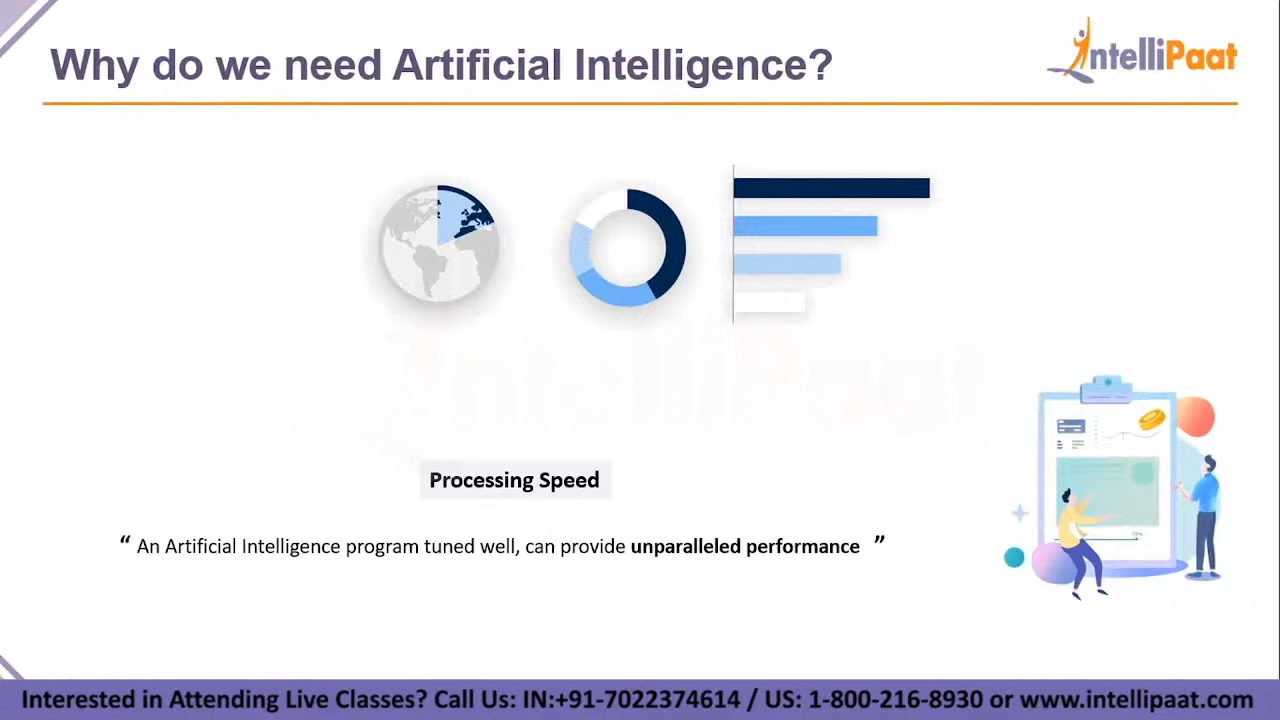 Why do we need Artificial Intelligence?
IntelliPaat
IntelliPaat
Processing Speed
“ An Artificial Intelligence program tuned well, can provide unparalleled performance ”
Interested in Attending Live Classes? Call Us: IN:+91-7022374614 / US: 1-800-216-8930 or www.intellipaat.com